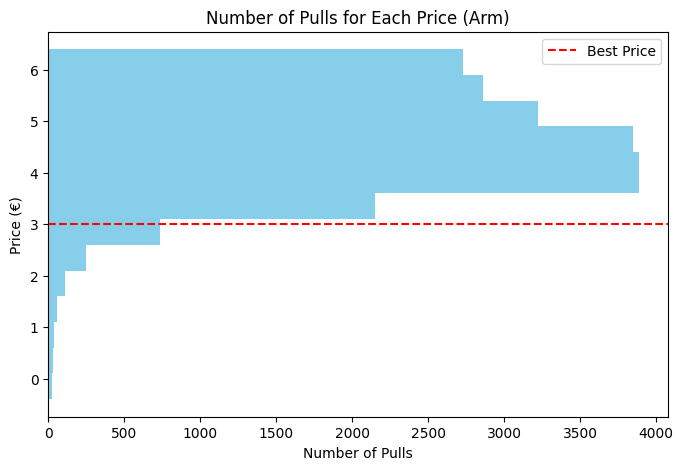 Number of Pulls for Each Price (Arm)
Best Price
Price (€)
6
5
4
3
2
1
0
0 500 1000 1500 2000 2500 3000 3500 4000
Number of Pulls